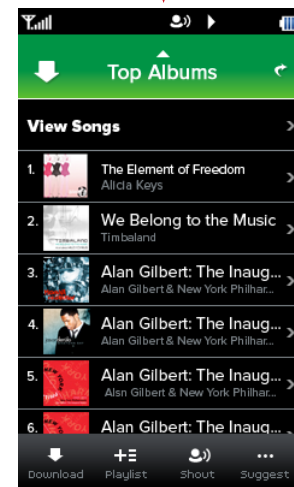 Top Albums
View Songs
1. The Element of Freedom
Alicia Keys
2. We Belong to the Music
Timbaland
TIMBALAND
3. Alan Gilbert: The Inaug...
Alan Gilbert & New York Philhar...
4. Alan Gilbert: The Inaug...
Alan Gilbert & New York Philhar...
5. Alan Gilbert: The Inaug...
Alsn Gilbert & New York Philhar...
6. Alan Gilbert: The Inaug...
Download Playlist Shout Suggest